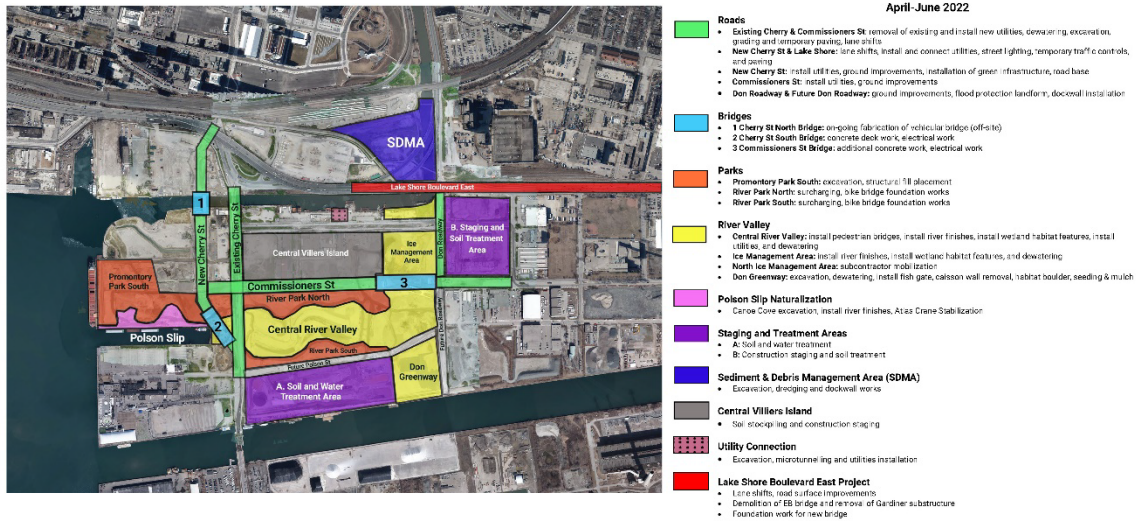 April-June 2022
Roads
• Existing Cherry & Commissioners St: removal of existing and install new utilities, dewatering, excavation,
grading and temporary paving, lane shifts
• New Cherry St & Lake Shore: lane shifts, install and connect utilities, street lighting, temporary traffic controls,
and paving
• New Cherry St: install utilities, ground improvements, installation of green infrastructure, road base
• Commissioners St: install utilities, ground improvements
• Don Roadway & Future Don Roadway: ground improvements, flood protection landform, dockwall installation
Bridges
• 1 Cherry St North Bridge: on-going fabrication of vehicular bridge (off-site)
• 2 Cherry St South Bridge: concrete deck work, electrical work
• 3 Commissioners St Bridge: additional concrete work, electrical work
Parks
• Promontory Park South: excavation, structural fill placement
• River Park North: surcharging, bike bridge foundation works
• River Park South: surcharging, bike bridge foundation works
River Valley
• Central River Valley: install pedestrian bridges, install river finishes, install wetland habitat features, install
utilities, and dewatering
• Ice Management Area: install river finishes, install wetland habitat features, and dewatering
• North Ice Management Area: subcontractor mobilization
• Don Greenway: excavation, dewatering, install fish gate, caisson wall removal, habitat boulder, seeding & mulch
Polson Slip Naturalization
• Canoe Cove excavation, install river finishes, Atlas Crane Stabilization
Staging and Treatment Areas
• A: Soil and water treatment
• B: Construction staging and soil treatment
Sediment & Debris Management Area (SDMA)
• Excavation, dredging and dockwall works
Central Villiers Island
• Soil stockpiling and construction staging
Utility Connection
• Excavation, microtunnelling and utilities installation
Lake Shore Boulevard East Project
• Lane shifts, road surface improvements
• Demolition of EB bridge and removal of Gardiner substructure
• Foundation work for new bridge
SDMA
Lake Shore Boulevard East
1
New Cherry St
Existing Cherry St
Don Roadway
B. Staging and
Soil Treatment
Area
Ice
Management
Area
Central Villiers Island
Promontory
Park South
Commissioners St
3
River Park North
2
Polson Slip
Central River Valley
Future Don Roadway
River Park South
Future Polson St
Don
Greenway
A. Soil and Water
Treatment Area